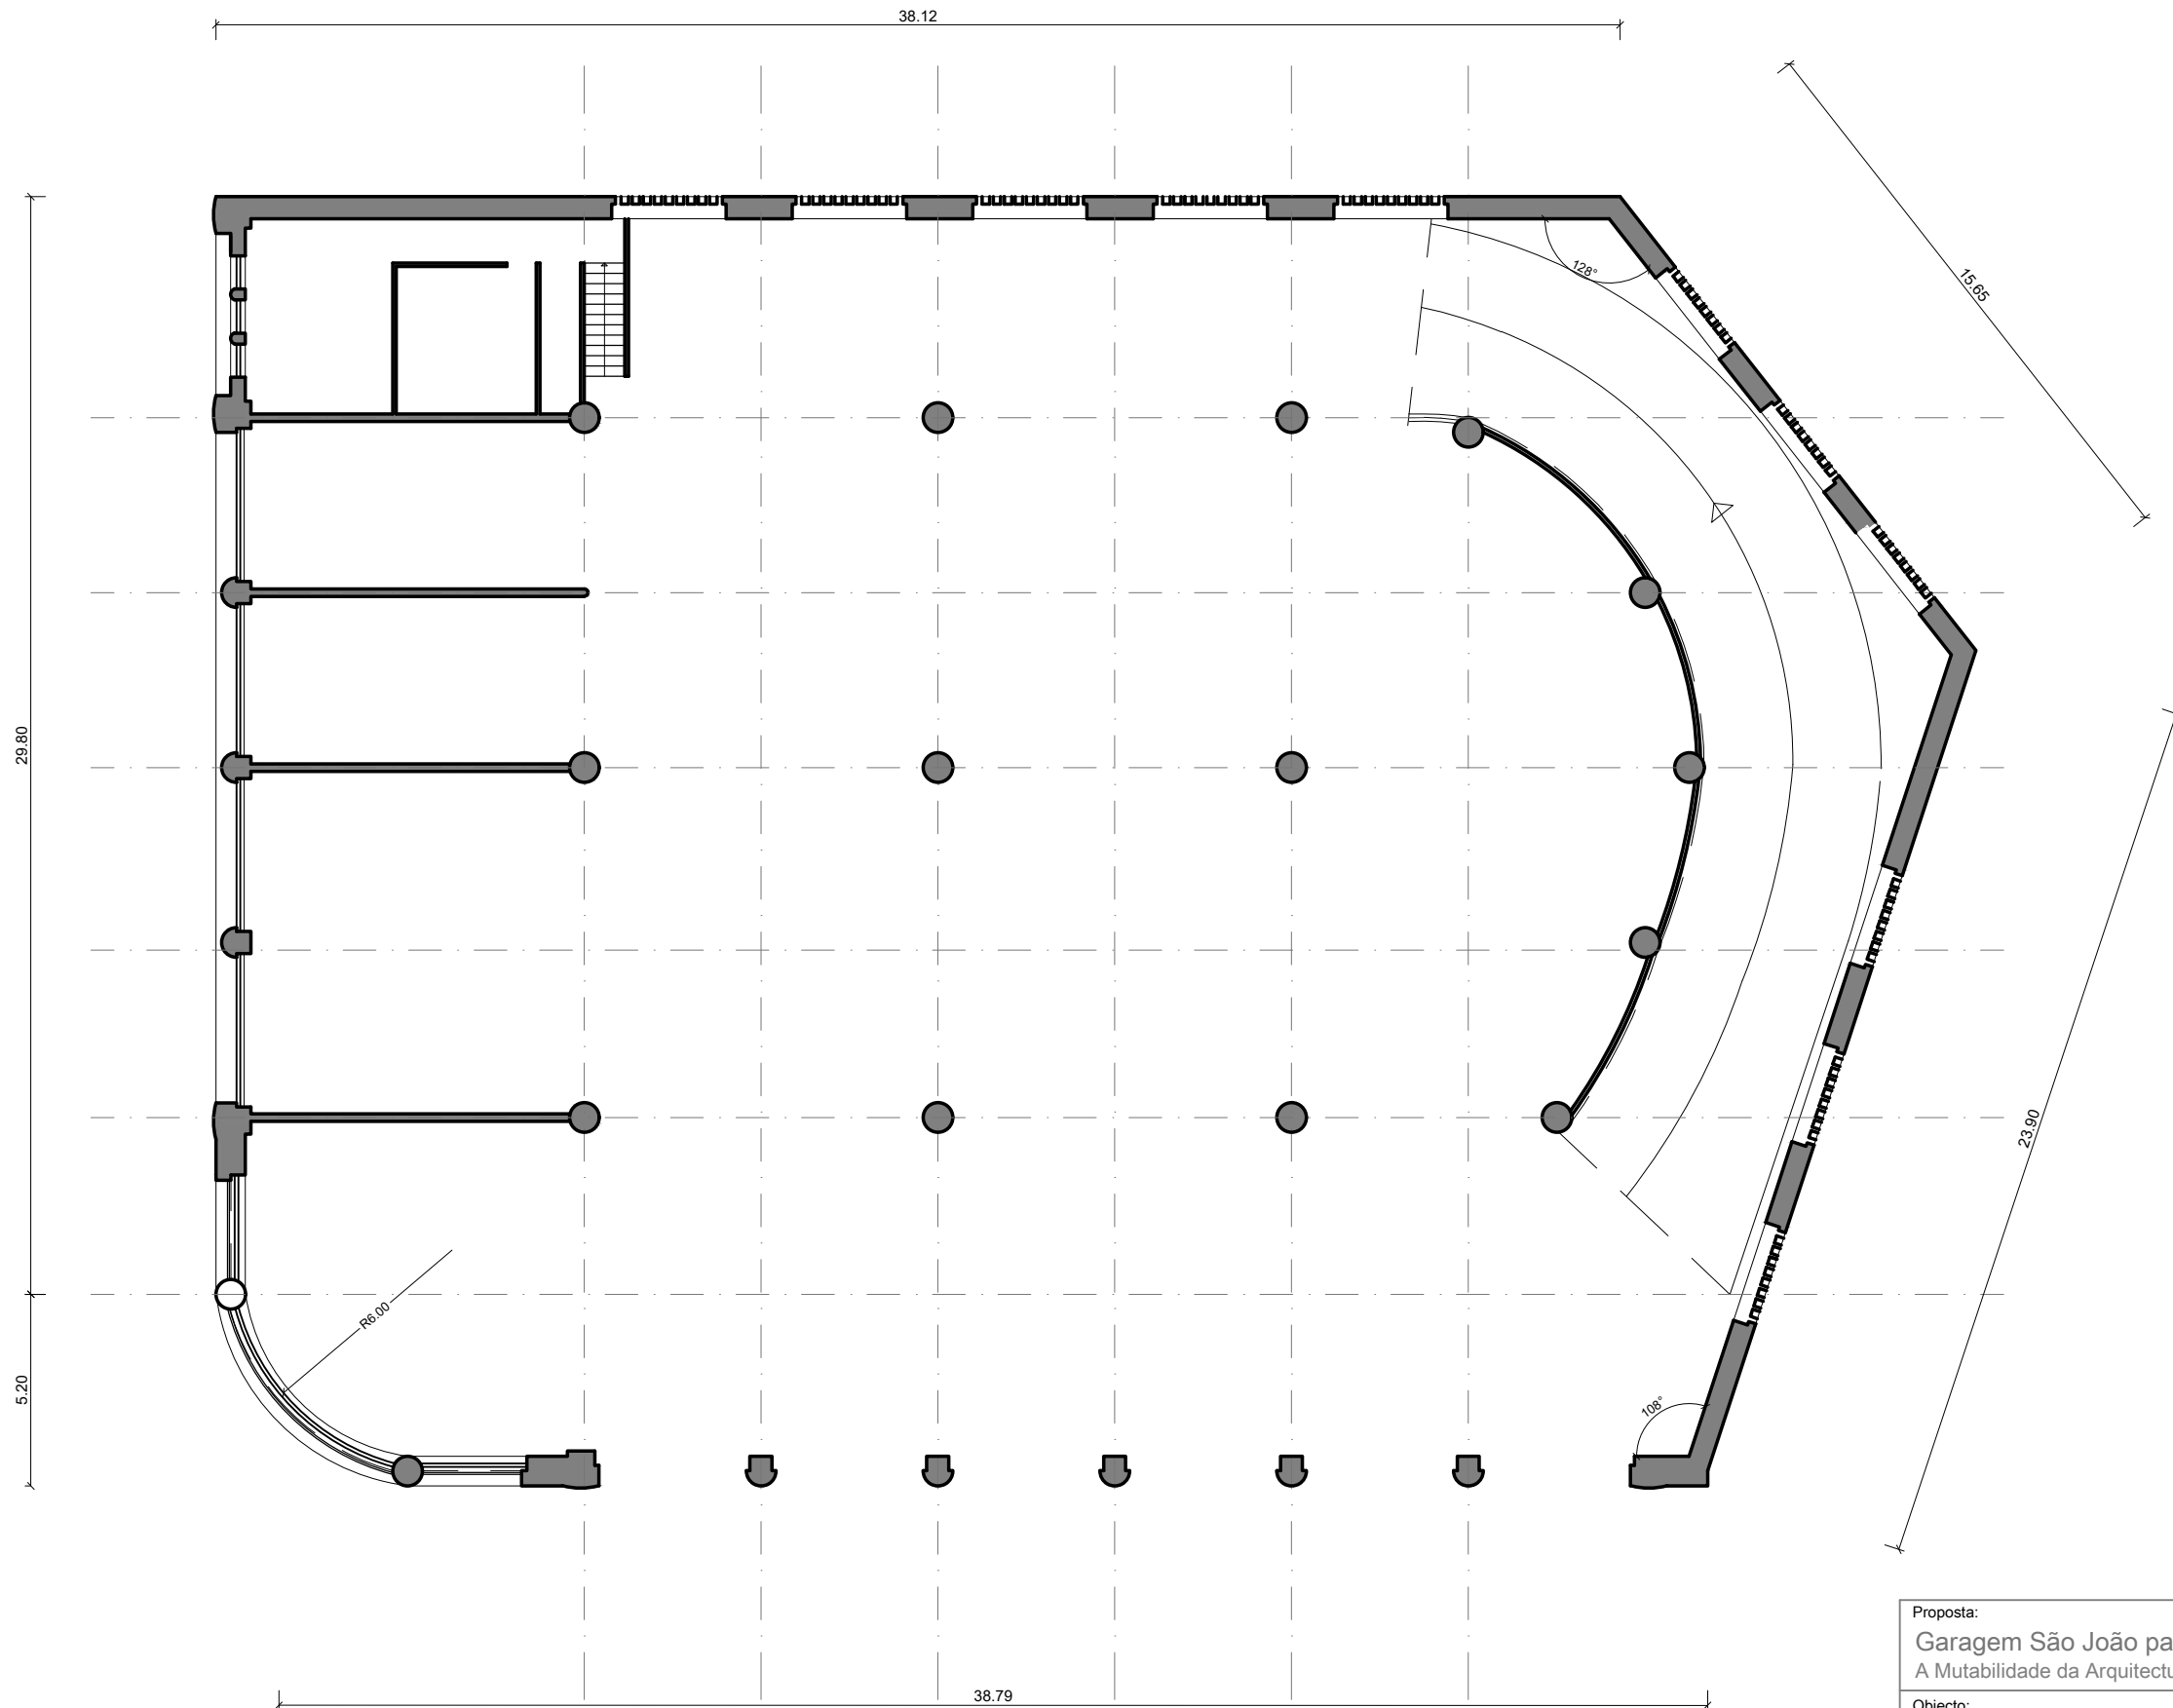 38.12
15.65
128°
29.80
23.90
R6.00
5.20
108°
38.79
Proposta:
Garagem São João pa
A Mutabilidade da Arquitectu
Objecto: